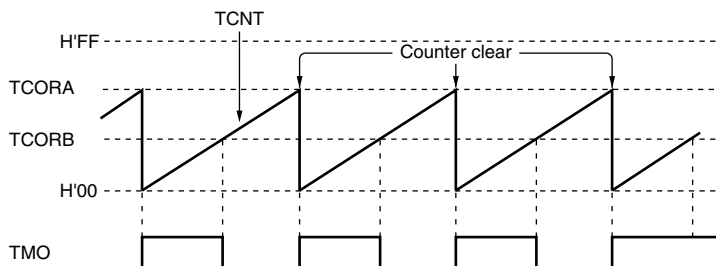 TCNT
H'FF
Counter clear
TCORA
TCORB
H'00
TMO